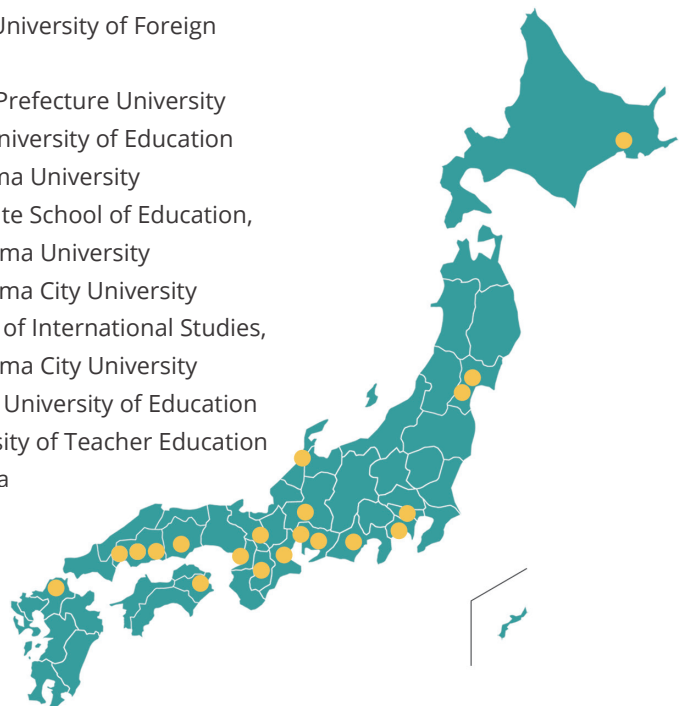 University of Foreign
Prefecture University
niversity of Education
ma University
te School of Education,
ma University
ma City University
of International Studies,
ma City University
University of Education
sity of Teacher Education
a